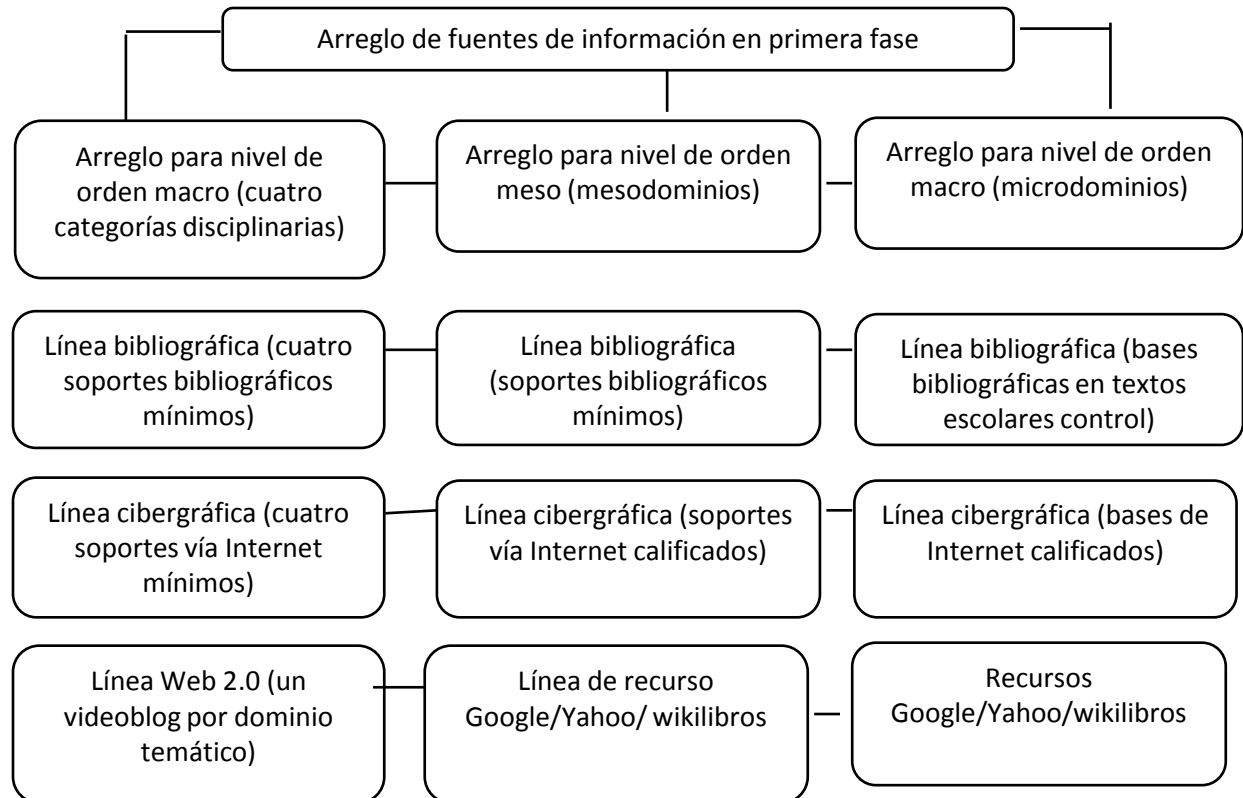 Arreglo de fuentes de información en primera fase
Arreglo para nivel de
orden macro (cuatro
categorías disciplinarias)
Arreglo para nivel de orden
meso (mesodominios)
Arreglo para nivel de orden
macro (microdominios)
Línea bibliográfica (cuatro
soportes bibliográficos
mínimos)
Línea bibliográfica
(soportes bibliográficos
mínimos)
Línea bibliográfica (bases
bibliográficas en textos
escolares control)
Línea cibergráfica (cuatro
soportes vía Internet
mínimos)
Línea cibergráfica (soportes
vía Internet calificados)
Línea cibergráfica (bases de
Internet calificados)
Línea Web 2.0 (un
videoblog por dominio
temático)
Línea de recurso
Google/Yahoo/ wikilibros
Recursos
Google/Yahoo/wikilibros